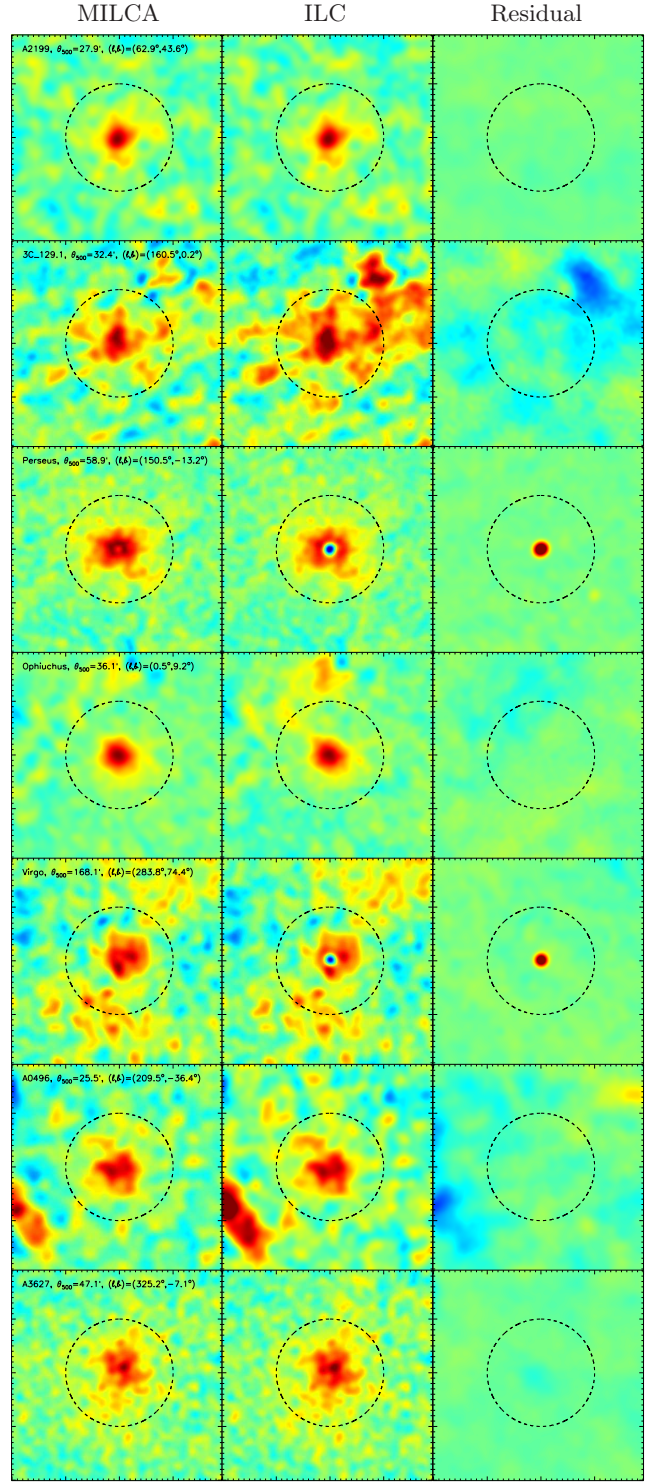 MILCA ILC Residual
A2199, θ₅₀₀=27.9', (ℓ,b)=(62.9°,43.6°)
3C_129.1, θ₅₀₀=32.4', (ℓ,b)=(160.5°,0.2°)
Perseus, θ₅₀₀=58.9', (ℓ,b)=(150.5°,−13.2°)
Ophiuchus, θ₅₀₀=36.1', (ℓ,b)=(0.5°,9.2°)
Virgo, θ₅₀₀=168.1', (ℓ,b)=(283.8°,74.4°)
A0496, θ₅₀₀=25.5', (ℓ,b)=(209.5°,−36.4°)
A3627, θ₅₀₀=47.1', (ℓ,b)=(325.2°,−7.1°)